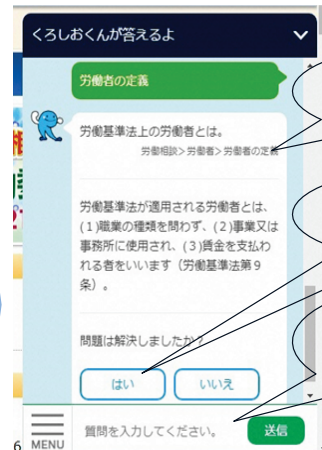 くろしおくんが答えるよ
労働者の定義
労働基準法上の労働者とは。
労働相談>労働者>労働者の定義
労働基準法が適用される労働者とは、
(1)職業の種類を問わず、(2)事業又は
事務所に使用され、(3)賃金を支払わ
れる者をいいます（労働基準法第９
条）。
問題は解決しましたか？
はい
いいえ
MENU
質問を入力してください。
送信
6